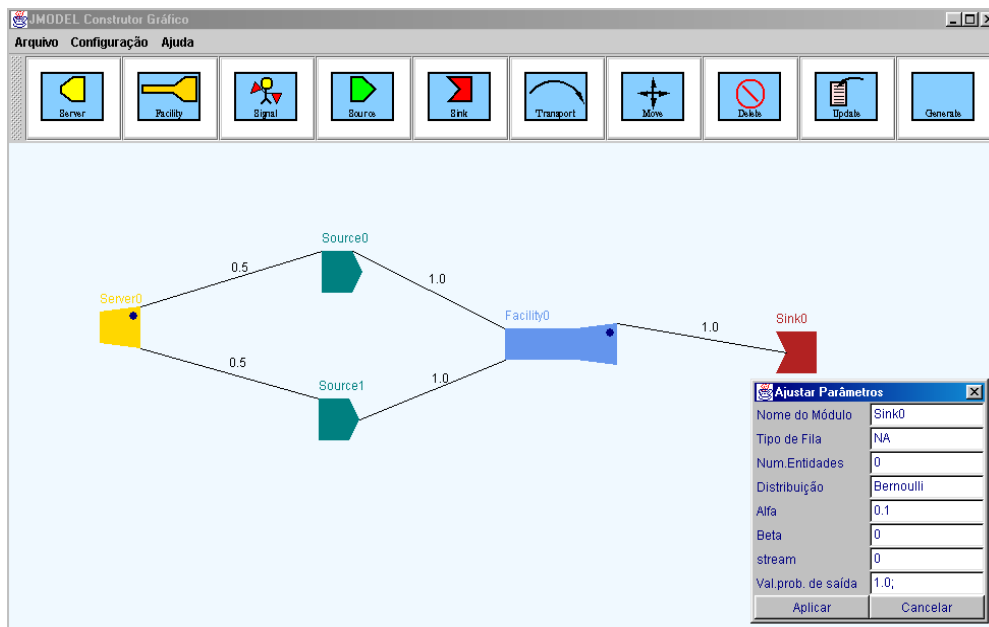 JMODEL Construtor Gráfico
Arquivo Configuração Ajuda
Server Facility Signal Source Sink Transport Move Delete Update Generate
Source0
0.5
1.0
Server0
Facility0
Sink0
1.0
0.5
Source1
1.0
Ajustar Parâmetros
Nome do Módulo Sink0
Tipo de Fila NA
Num.Entidades 0
Distribuição Bernoulli
Alfa 0.1
Beta 0
stream 0
Val.prob. de saída 1.0;
Aplicar Cancelar